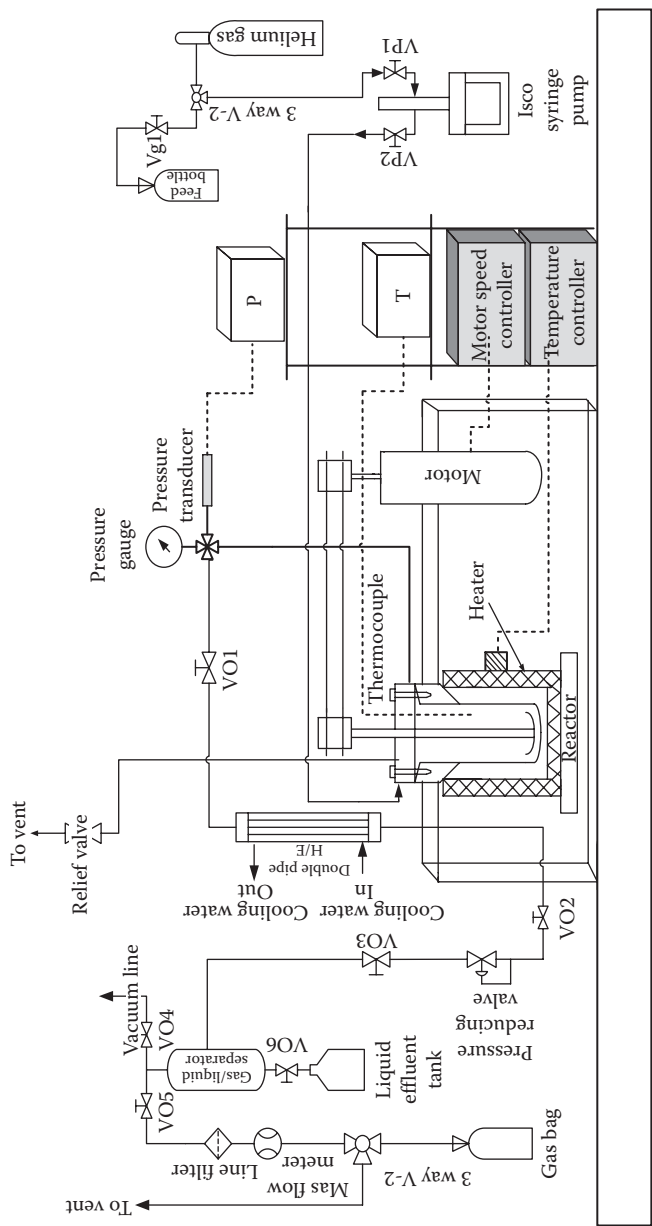 To vent
Mas flow
meter
Line filter
3 way V-2
Gas bag
VO5
VO4
Vacuum line
Gas/liquid
separator
VO6
Liquid
effluent
tank
VO3
Pressure
reducing
valve
VO2
To vent
Relief valve
Cooling water
Out
Double pipe
H/E
Cooling water
In
VO1
Pressure
gauge
Pressure
transducer
Thermocouple
Heater
Reactor
Motor
P
T
Motor speed
controller
Temperature
controller
Feed
bottle
Vg1
3 way V-2
Helium gas
VP1
VP2
Isco
syringe
pump